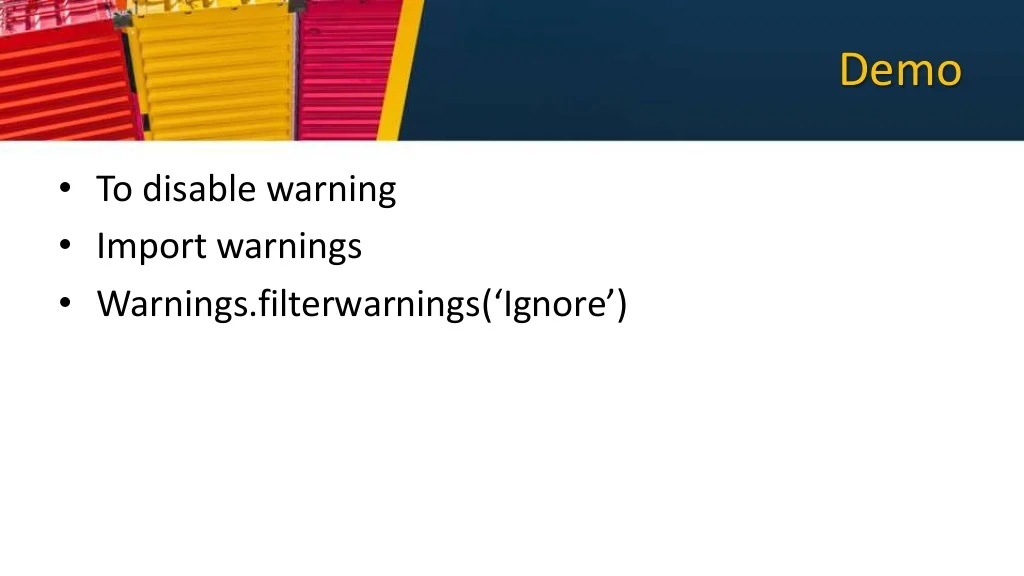 Demo
• To disable warning
• Import warnings
• Warnings.filterwarnings(‘Ignore’)